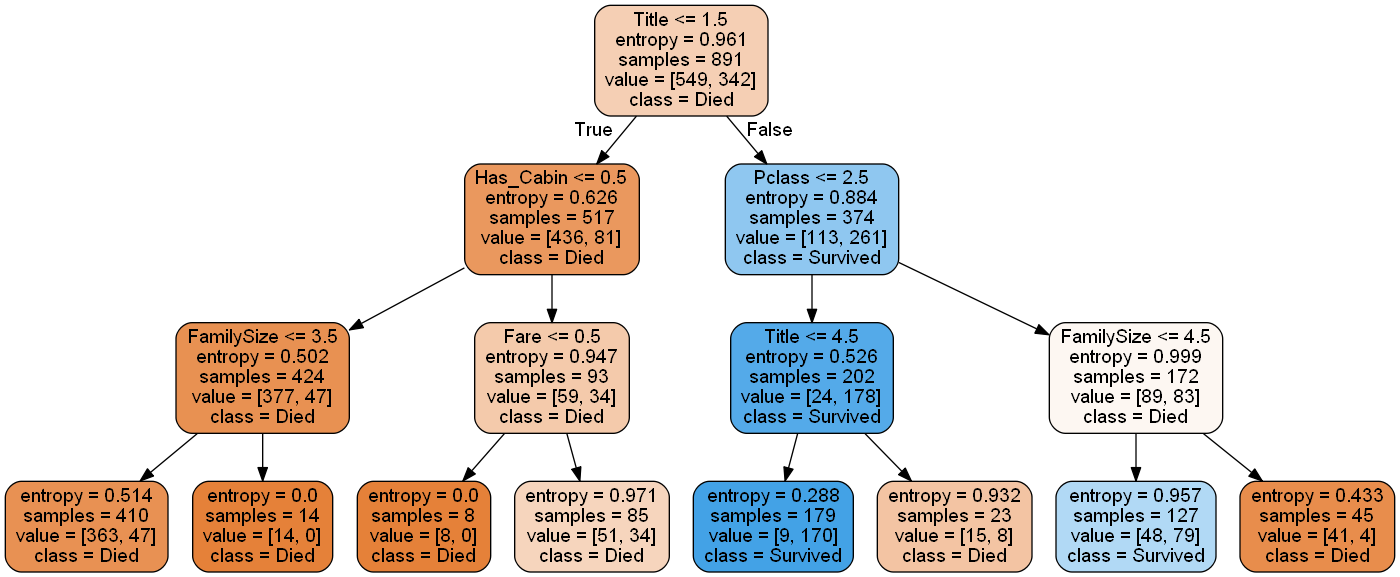 Title <= 1.5
entropy = 0.961
samples = 891
value = [549, 342]
class = Died
True
False
Has_Cabin <= 0.5
entropy = 0.626
samples = 517
value = [436, 81]
class = Died
Pclass <= 2.5
entropy = 0.884
samples = 374
value = [113, 261]
class = Survived
FamilySize <= 3.5
entropy = 0.502
samples = 424
value = [377, 47]
class = Died
Fare <= 0.5
entropy = 0.947
samples = 93
value = [59, 34]
class = Died
Title <= 4.5
entropy = 0.526
samples = 202
value = [24, 178]
class = Survived
FamilySize <= 4.5
entropy = 0.999
samples = 172
value = [89, 83]
class = Died
entropy = 0.514
samples = 410
value = [363, 47]
class = Died
entropy = 0.0
samples = 14
value = [14, 0]
class = Died
entropy = 0.0
samples = 8
value = [8, 0]
class = Died
entropy = 0.971
samples = 85
value = [51, 34]
class = Died
entropy = 0.288
samples = 179
value = [9, 170]
class = Survived
entropy = 0.932
samples = 23
value = [15, 8]
class = Died
entropy = 0.957
samples = 127
value = [48, 79]
class = Survived
entropy = 0.433
samples = 45
value = [41, 4]
class = Died